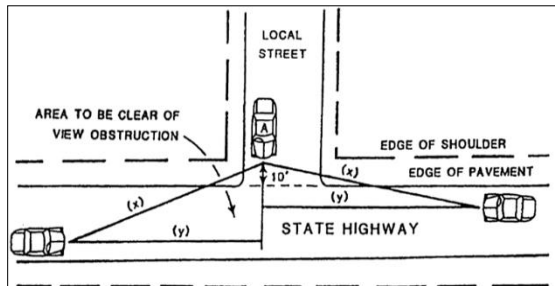 LOCAL
STREET
A
AREA TO BE CLEAR OF
VIEW OBSTRUCTION
EDGE OF SHOULDER
EDGE OF PAVEMENT
10'
(x)
(x)
(y)
(y)
STATE HIGHWAY